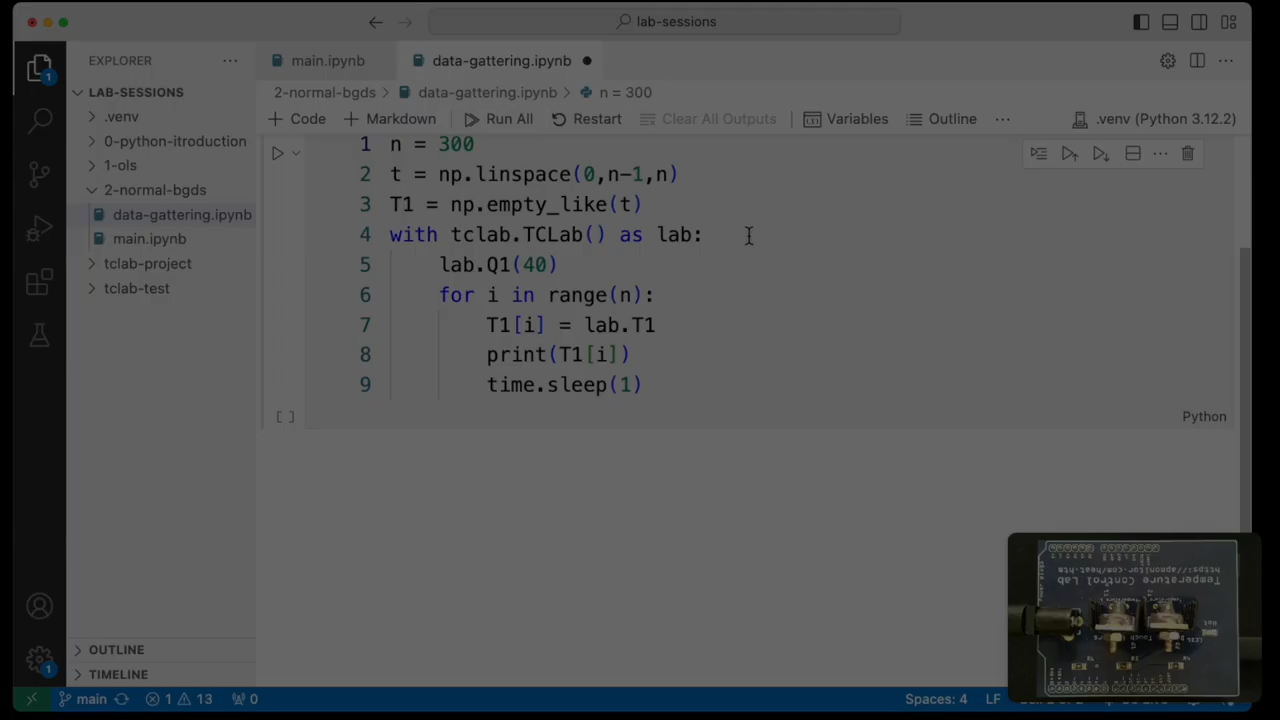 lab-sessions
EXPLORER
main.ipynb
data-gattering.ipynb
LAB-SESSIONS
2-normal-bgds > data-gattering.ipynb > n = 300
.venv
Code
Markdown
Run All
Restart
Clear All Outputs
Variables
Outline
.venv (Python 3.12.2)
0-python-itroduction
1-ols
2-normal-bgds
data-gattering.ipynb
main.ipynb
tclab-project
tclab-test
1 n = 300
2 t = np.linspace(0,n-1,n)
3 T1 = np.empty_like(t)
4 with tclab.TCLab() as lab:
5 lab.Q1(40)
6 for i in range(n):
7 T1[i] = lab.T1
8 print(T1[i])
9 time.sleep(1)
[ ]
Python
Temperature Control Lab
OUTLINE
TIMELINE
1
1
main
1
13
0
Spaces: 4
LF